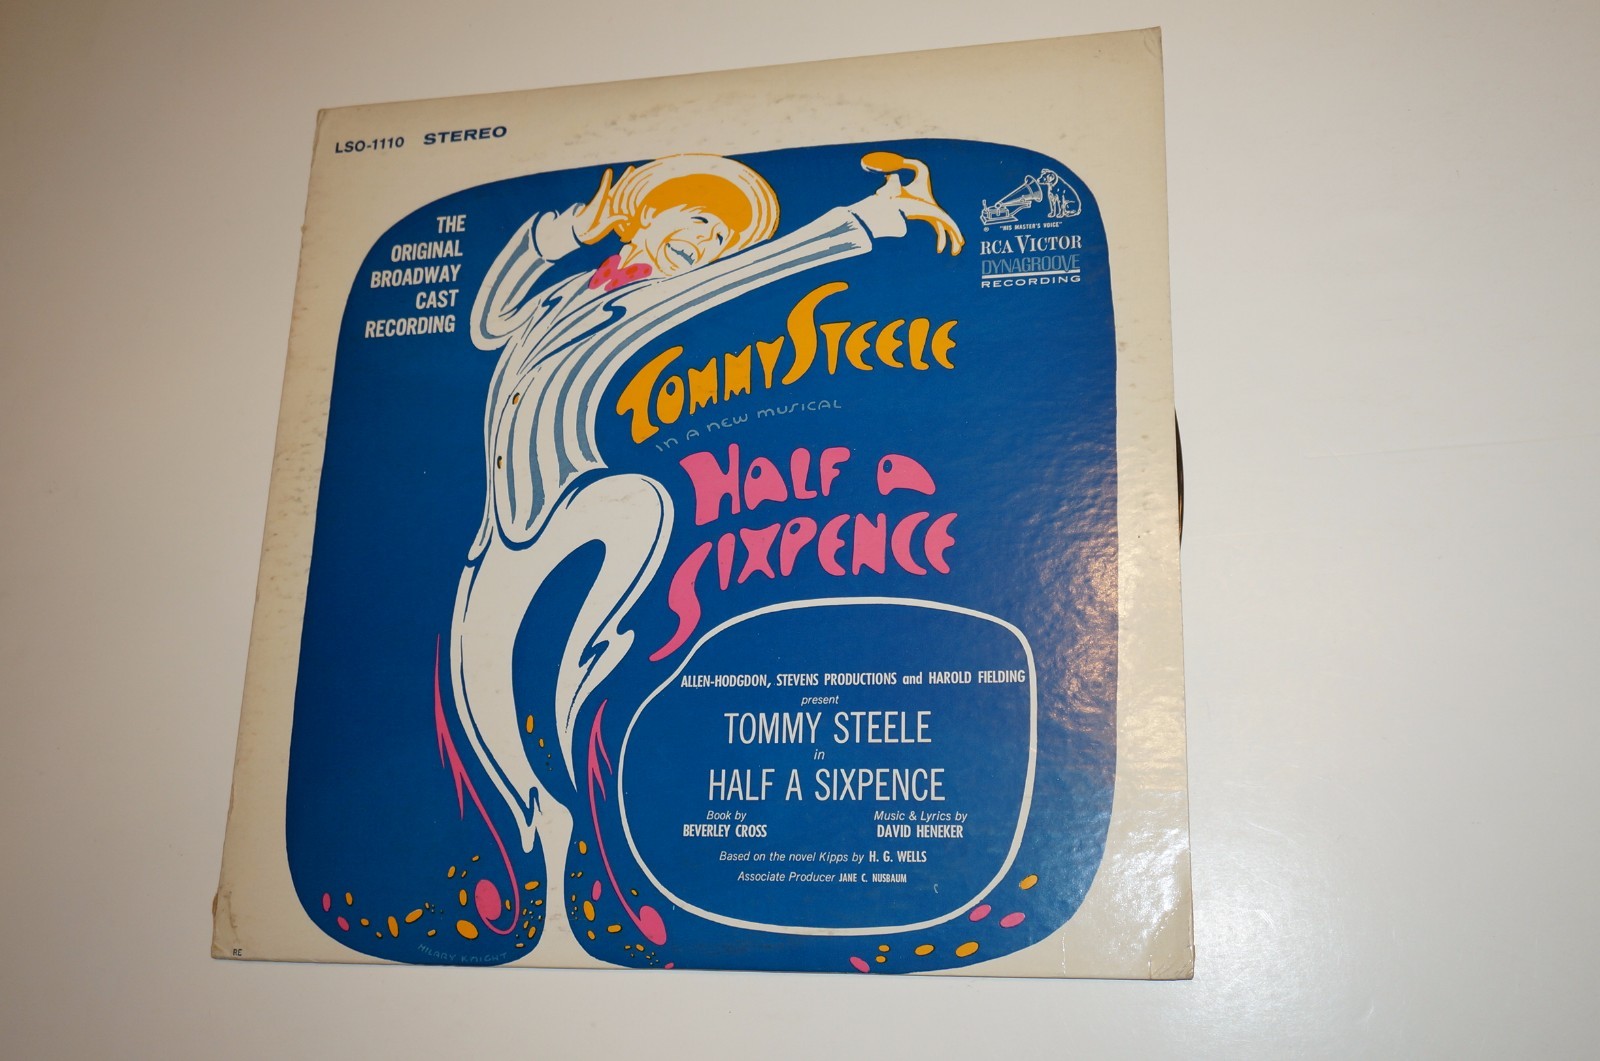 LSO-1110 STEREO
THE
ORIGINAL
BROADWAY
CAST
RECORDING
"HIS MASTER'S VOICE"
RCA VICTOR
DYNAGROOVE
RECORDING
TOMMY STEELE
IN A NEW MUSICAL
HALF A
SIXPENCE
ALLEN-HODGDON, STEVENS PRODUCTIONS and HAROLD FIELDING
present
TOMMY STEELE
in
HALF A SIXPENCE
Book by
BEVERLEY CROSS
Music & Lyrics by
DAVID HENEKER
Based on the novel Kipps by H. G. WELLS
Associate Producer JANE C. NUSBAUM
HILARY KNIGHT
RE